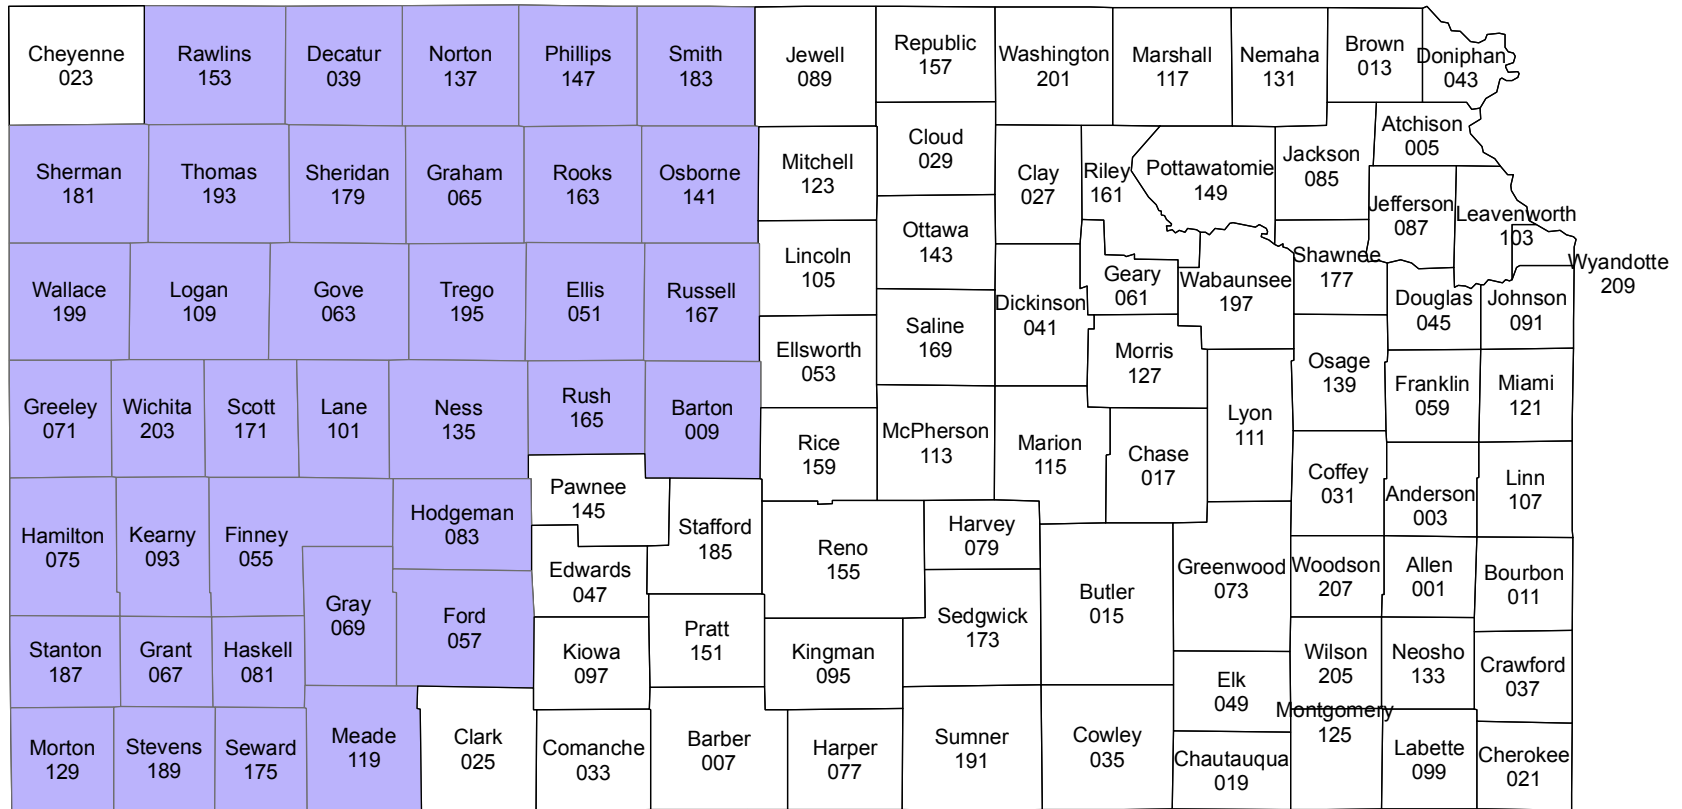 Cheyenne
023
Rawlins
153
Decatur
039
Norton
137
Phillips
147
Smith
183
Jewell
089
Republic
157
Washington
201
Marshall
117
Nemaha
131
Brown
013
Doniphan
043
Sherman
181
Thomas
193
Sheridan
179
Graham
065
Rooks
163
Osborne
141
Mitchell
123
Cloud
029
Clay
027
Riley
161
Pottawatomie
149
Jackson
085
Atchison
005
Jefferson
087
Leavenworth
103
Wyandotte
209
Wallace
199
Logan
109
Gove
063
Trego
195
Ellis
051
Russell
167
Lincoln
105
Ottawa
143
Dickinson
041
Geary
061
Wabaunsee
197
Shawnee
177
Douglas
045
Johnson
091
Ellsworth
053
Saline
169
Morris
127
Osage
139
Franklin
059
Miami
121
Greeley
071
Wichita
203
Scott
171
Lane
101
Ness
135
Rush
165
Barton
009
Rice
159
McPherson
113
Marion
115
Chase
017
Lyon
111
Coffey
031
Anderson
003
Linn
107
Hamilton
075
Kearny
093
Finney
055
Hodgeman
083
Pawnee
145
Stafford
185
Reno
155
Harvey
079
Edwards
047
Gray
069
Ford
057
Sedgwick
173
Butler
015
Greenwood
073
Woodson
207
Allen
001
Bourbon
011
Stanton
187
Grant
067
Haskell
081
Kiowa
097
Pratt
151
Kingman
095
Elk
049
Wilson
205
Neosho
133
Crawford
037
Morton
129
Stevens
189
Seward
175
Meade
119
Clark
025
Comanche
033
Barber
007
Harper
077
Sumner
191
Cowley
035
Chautauqua
019
Montgomery
125
Labette
099
Cherokee
021